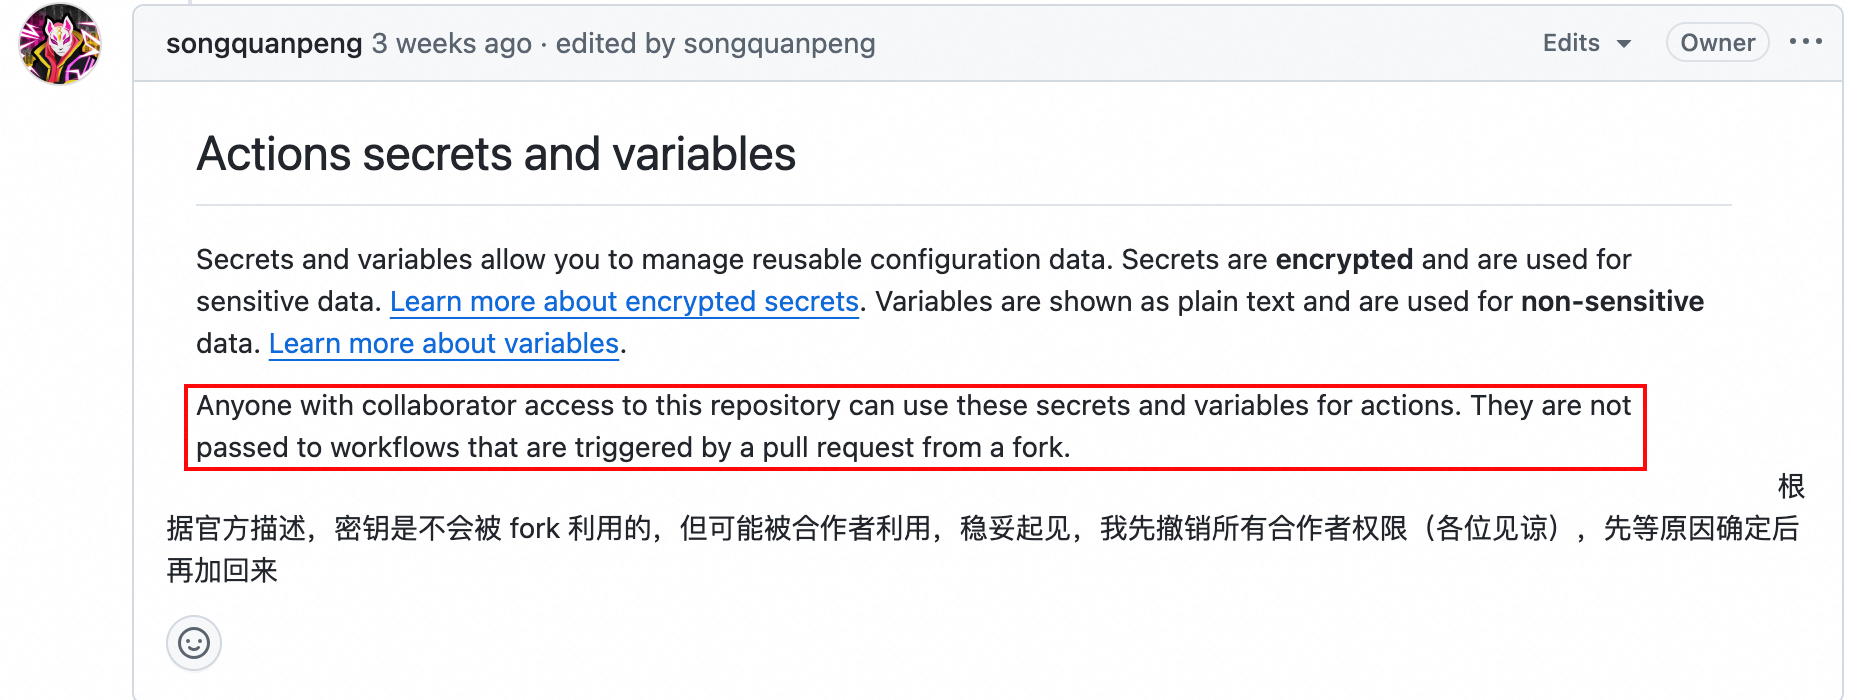 songquanpeng 3 weeks ago · edited by songquanpeng
Edits
Owner
Actions secrets and variables
Secrets and variables allow you to manage reusable configuration data. Secrets are encrypted and are used for
sensitive data. Learn more about encrypted secrets. Variables are shown as plain text and are used for non-sensitive
data. Learn more about variables.
Anyone with collaborator access to this repository can use these secrets and variables for actions. They are not
passed to workflows that are triggered by a pull request from a fork.
根
据官方描述，密钥是不会被 fork 利用的，但可能被合作者利用，稳妥起见，我先撤销所有合作者权限（各位见谅），先等原因确定后
再加回来